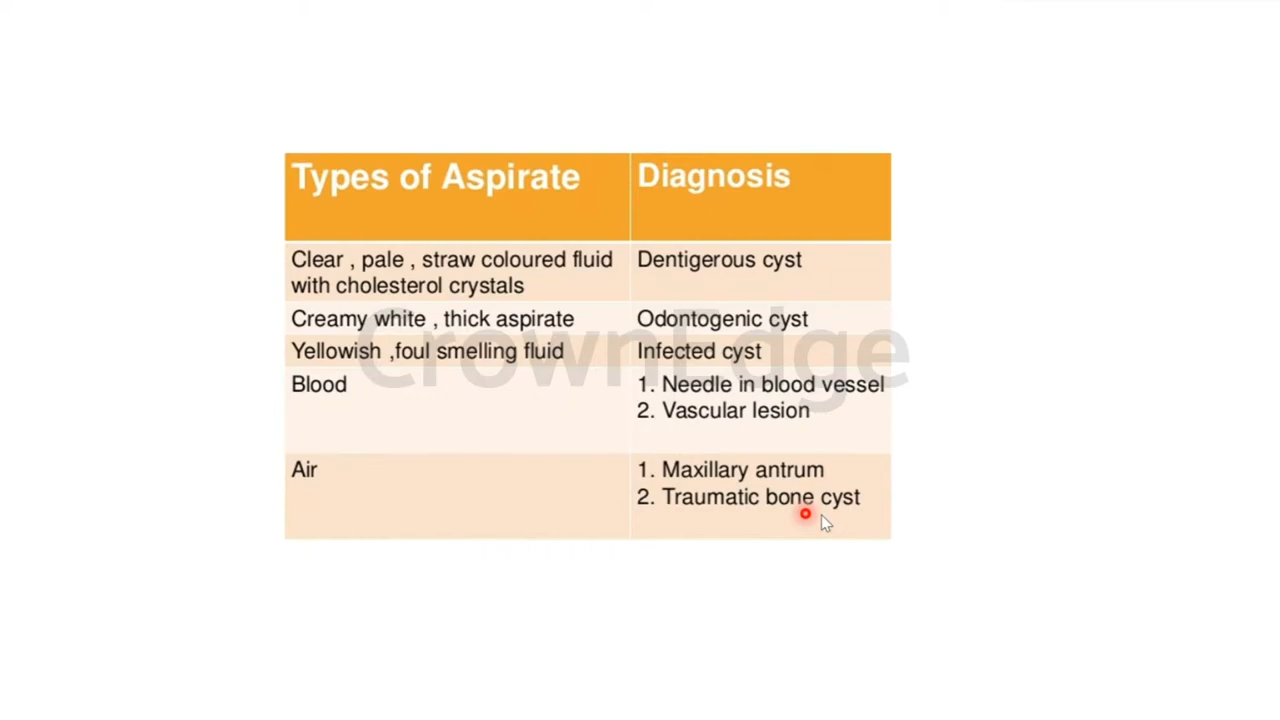 Types of Aspirate
Diagnosis
Clear , pale , straw coloured fluid
with cholesterol crystals
Dentigerous cyst
Creamy white , thick aspirate
Odontogenic cyst
Yellowish ,foul smelling fluid
Infected cyst
Blood
1. Needle in blood vessel
2. Vascular lesion
Air
1. Maxillary antrum
2. Traumatic bone cyst
CrownEdge